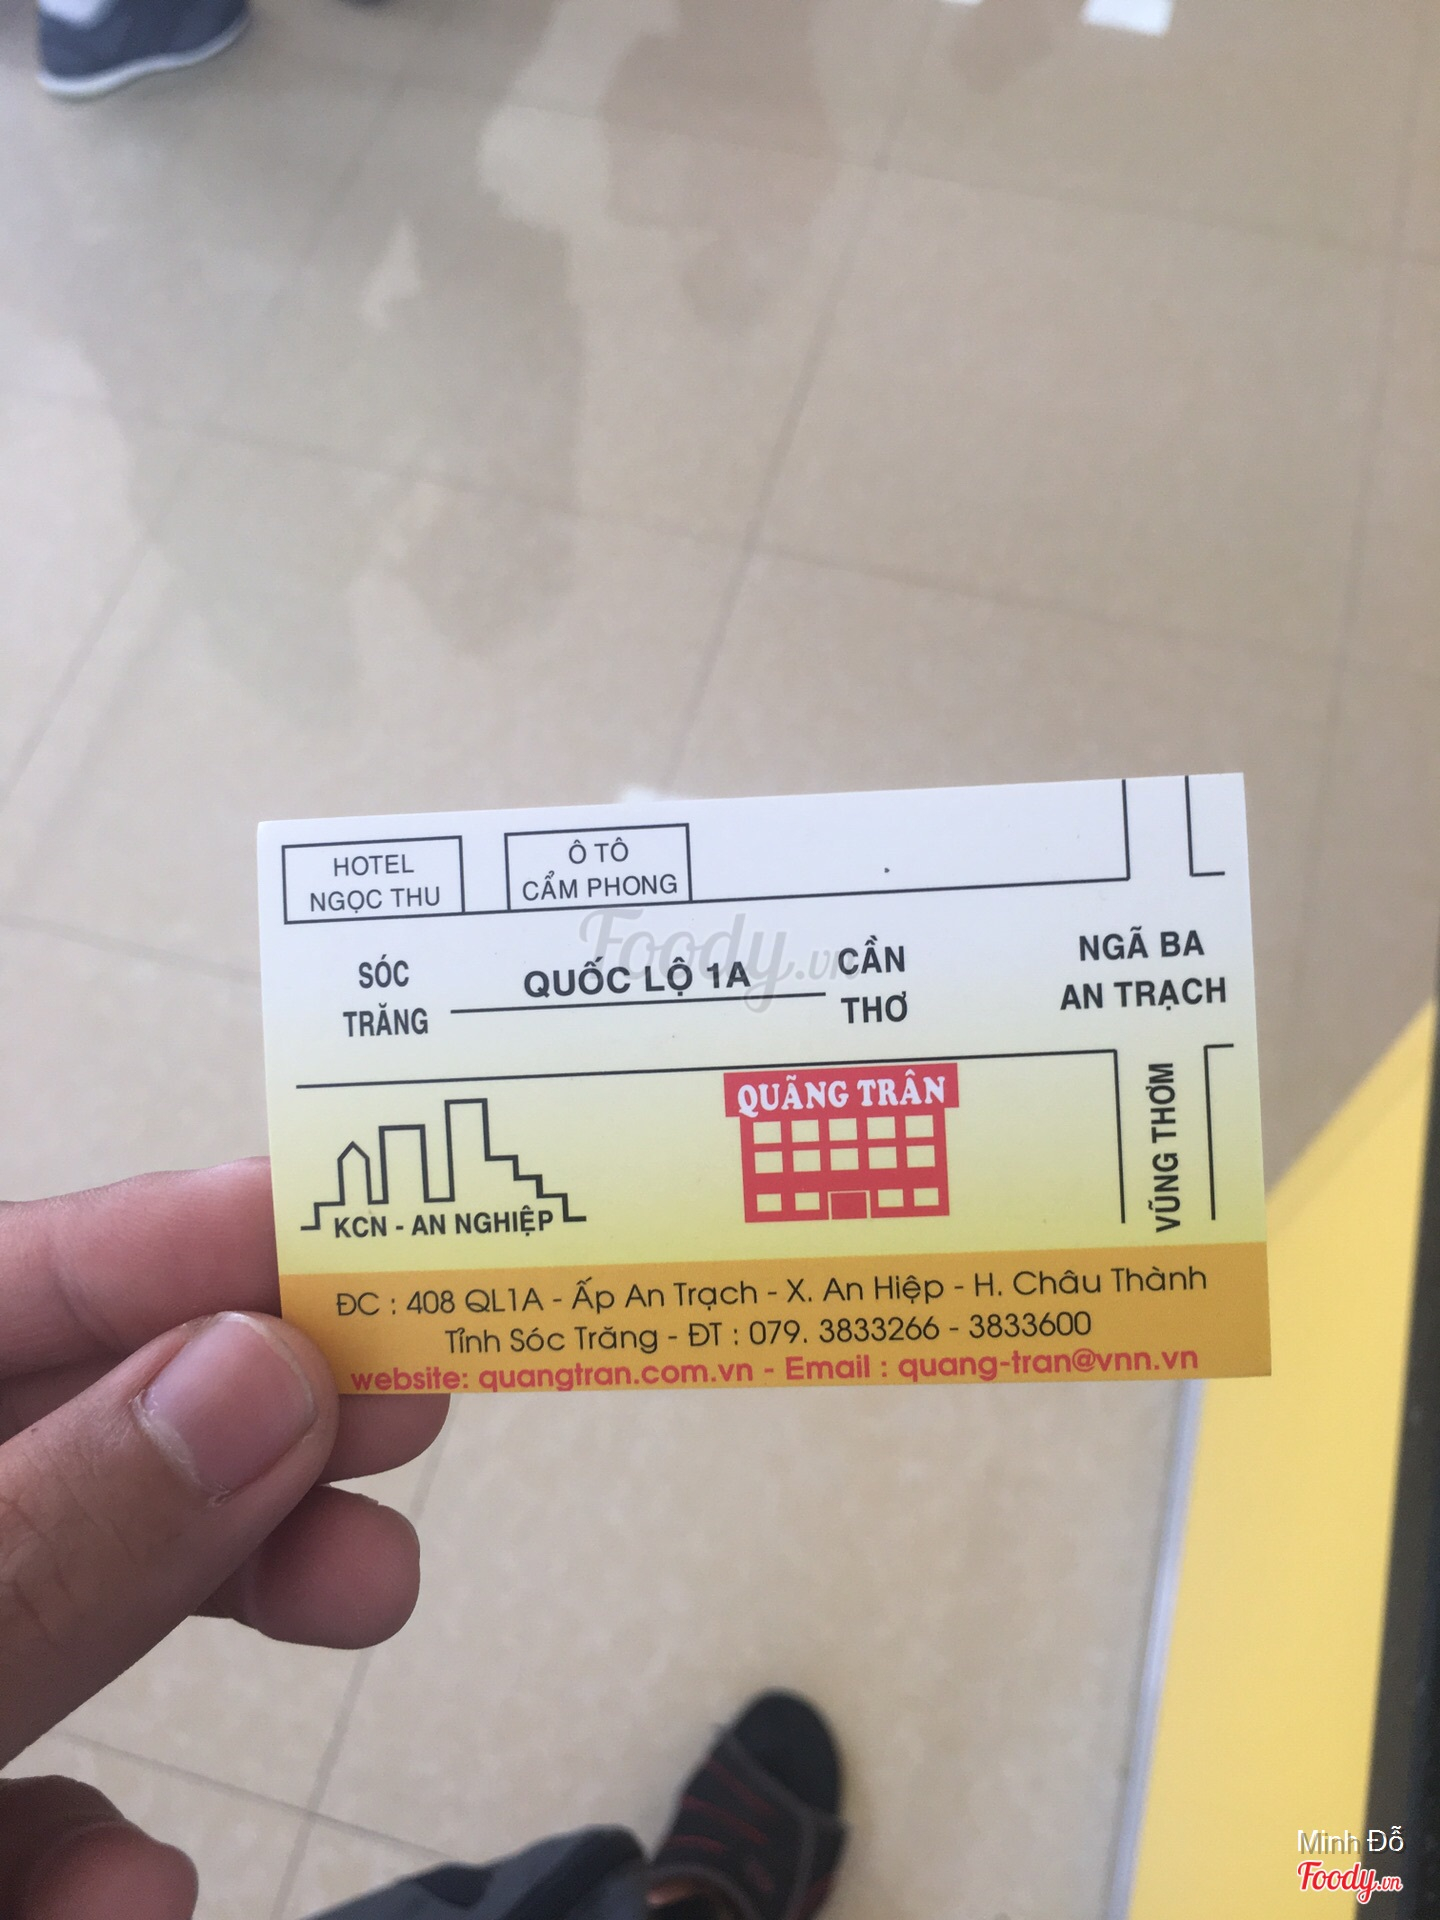 HOTEL
NGỌC THU
Ô TÔ
CẨM PHONG
SÓC
TRĂNG
QUỐC LỘ 1A
CẦN
THƠ
NGÃ BA
AN TRẠCH
QUÃNG TRÂN
VŨNG THƠM
KCN - AN NGHIỆP
ĐC : 408 QL1A - Ấp An Trạch - X. An Hiệp - H. Châu Thành
Tỉnh Sóc Trăng - ĐT : 079. 3833266 - 3833600
website: quangtran.com.vn - Email : quang-tran@vnn.vn
Foody.vn
Minh Đỗ
Foody.vn